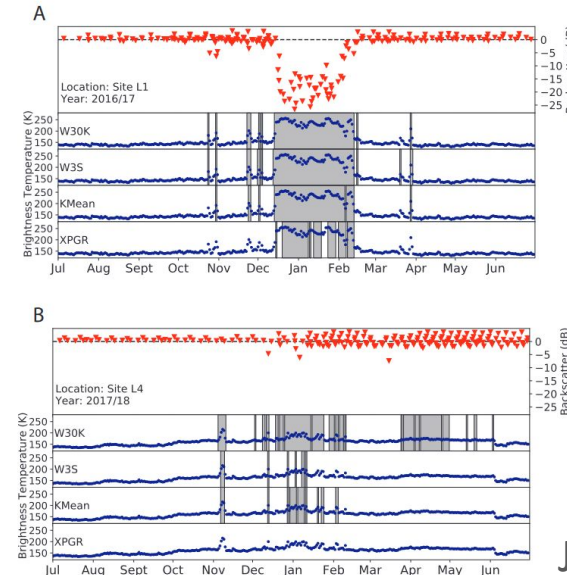 A
0
−5
−10
−15
−20
−25
Location: Site L1
Year: 2016/17
Brightness Temperature (K)
250
200
150
W30K
250
200
150
W3S
250
200
150
KMean
250
200
150
XPGR
Jul Aug Sept Oct Nov Dec Jan Feb Mar Apr May Jun
B
0
−5
−10
−15
−20
−25
Backscatter (dB)
Location: Site L4
Year: 2017/18
Brightness Temperature (K)
250
200
150
W30K
250
200
150
W3S
250
200
150
KMean
250
200
150
XPGR
Jul Aug Sept Oct Nov Dec Jan Feb Mar Apr May Jun
J